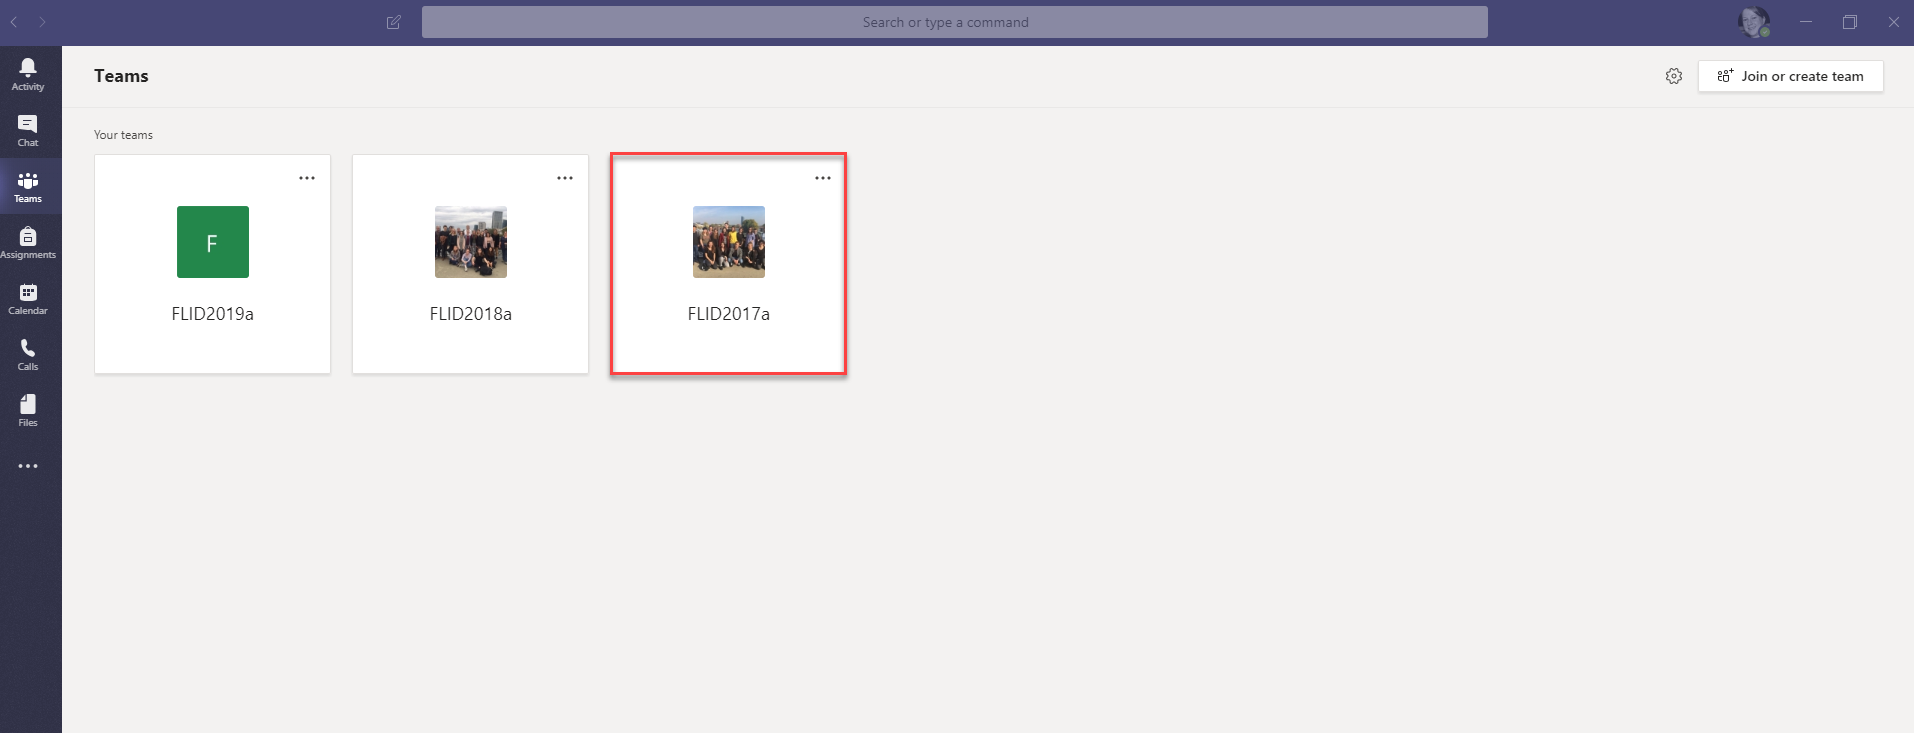 Search or type a command
Activity
Chat
Teams
Assignments
Calendar
Calls
Files
Teams
Join or create team
Your teams
F
FLID2019a
FLID2018a
FLID2017a